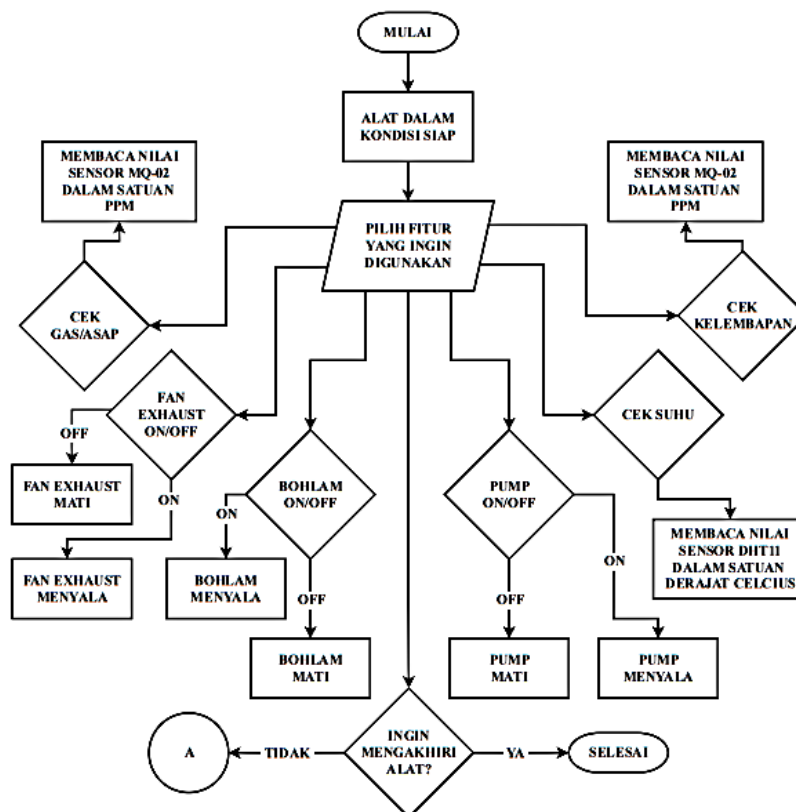 MULAI
ALAT DALAM
KONDISI SIAP
MEMBACA NILAI
SENSOR MQ-02
DALAM SATUAN
PPM
MEMBACA NILAI
SENSOR MQ-02
DALAM SATUAN
PPM
PILIH FITUR
YANG INGIN
DIGUNAKAN
CEK
GAS/ASAP
CEK
KELEMBAPAN
FAN
EXHAUST
ON/OFF
CEK SUHU
OFF
FAN EXHAUST
MATI
ON
FAN EXHAUST
MENYALA
BOHLAM
ON/OFF
ON
BOHLAM
MENYALA
OFF
BOHLAM
MATI
PUMP
ON/OFF
OFF
PUMP
MATI
ON
PUMP
MENYALA
MEMBACA NILAI
SENSOR DHT11
DALAM SATUAN
DERAJAT CELCIUS
INGIN
MENGAKHIRI
ALAT?
TIDAK
A
YA
SELESAI